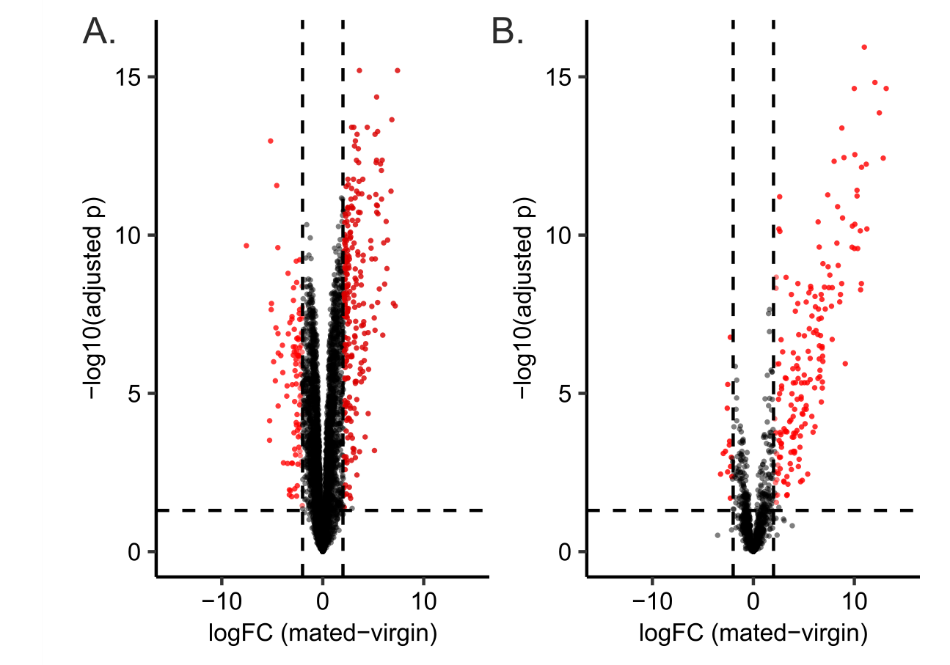 A.
15
10
5
0
−log10(adjusted p)
−10 0 10
logFC (mated−virgin)
B.
15
10
5
0
−log10(adjusted p)
−10 0 10
logFC (mated−virgin)